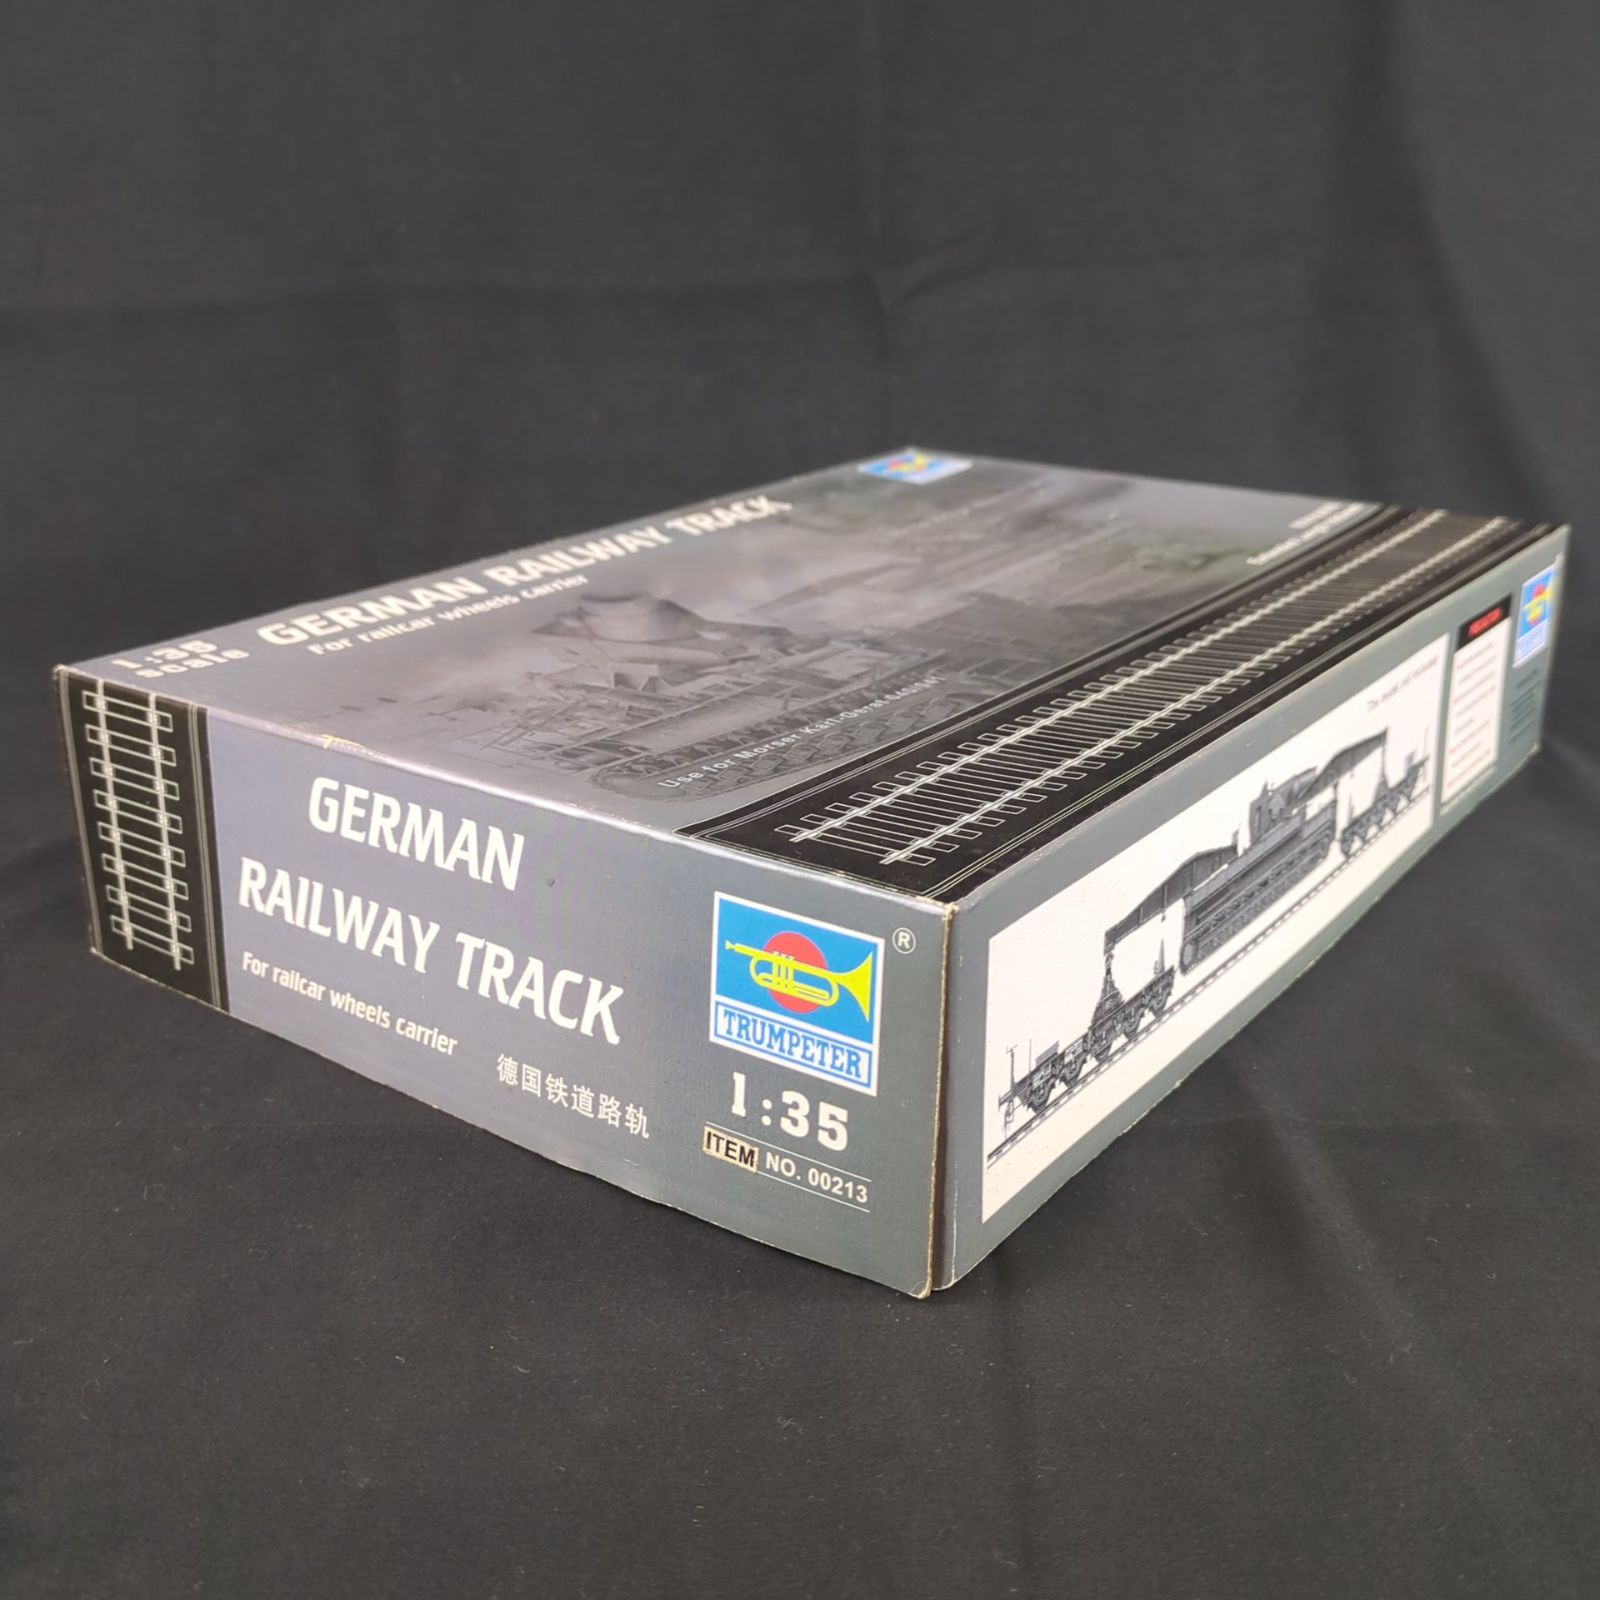 1:35
scale
GERMAN RAILWAY TRACK
For railcar wheels carrier
Use for Morser Karl-Gerat 040/041
GERMAN
RAILWAY TRACK
For railcar wheels carrier
德国铁道路轨
®
TRUMPETER
1:35
ITEM NO. 00213